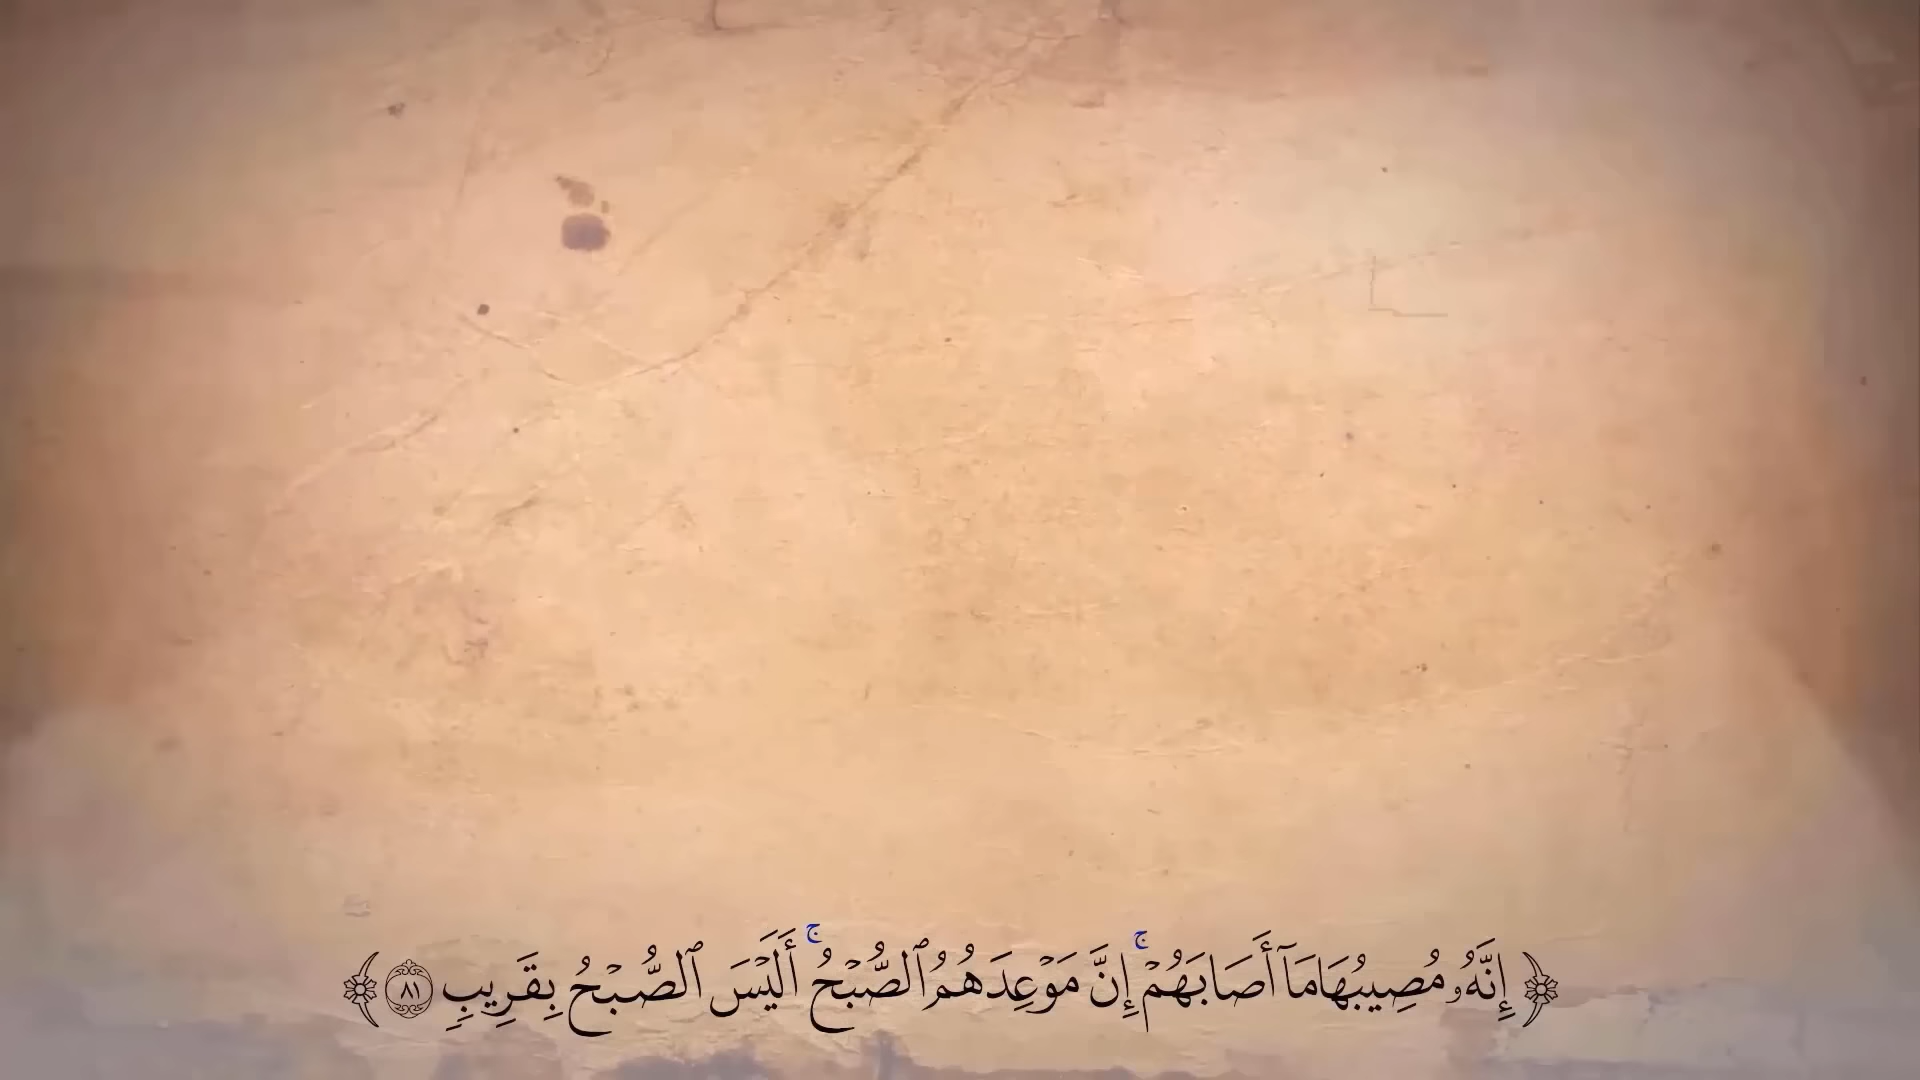 ﴿إِنَّهُۥ مُصِيبُهَا مَآ أَصَابَهُمْ ۚ إِنَّ مَوْعِدَهُمُ ٱلصُّبْحُ ۚ أَلَيْسَ ٱلصُّبْحُ بِقَرِيبٍ ٨١﴾